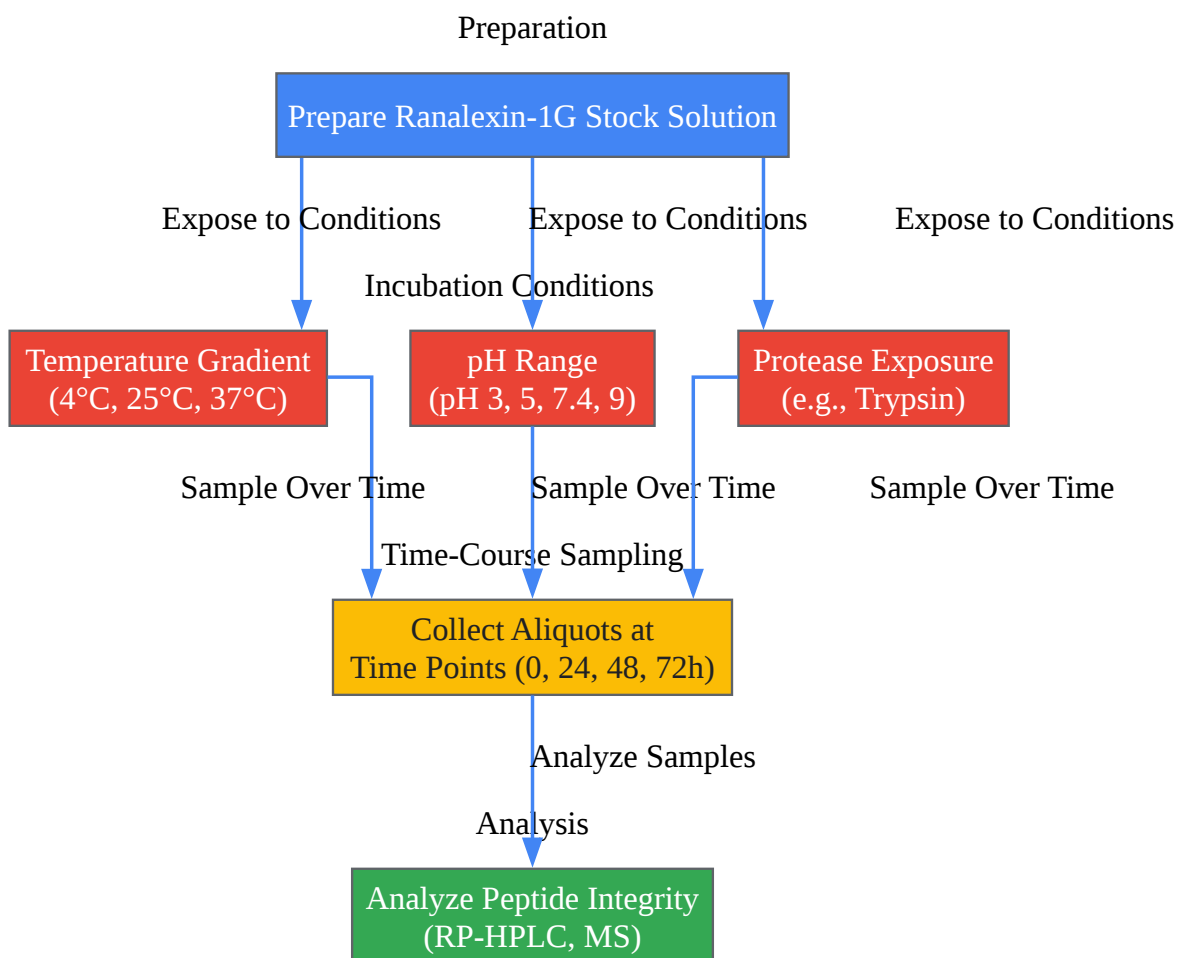 Preparation
Prepare Ranalexin-1G Stock Solution
Expose to Conditions
Expose to Conditions
Expose to Conditions
Incubation Conditions
Temperature Gradient
(4°C, 25°C, 37°C)
pH Range
(pH 3, 5, 7.4, 9)
Protease Exposure
(e.g., Trypsin)
Sample Over Time
Sample Over Time
Sample Over Time
Time-Course Sampling
Collect Aliquots at
Time Points (0, 24, 48, 72h)
Analyze Samples
Analysis
Analyze Peptide Integrity
(RP-HPLC, MS)